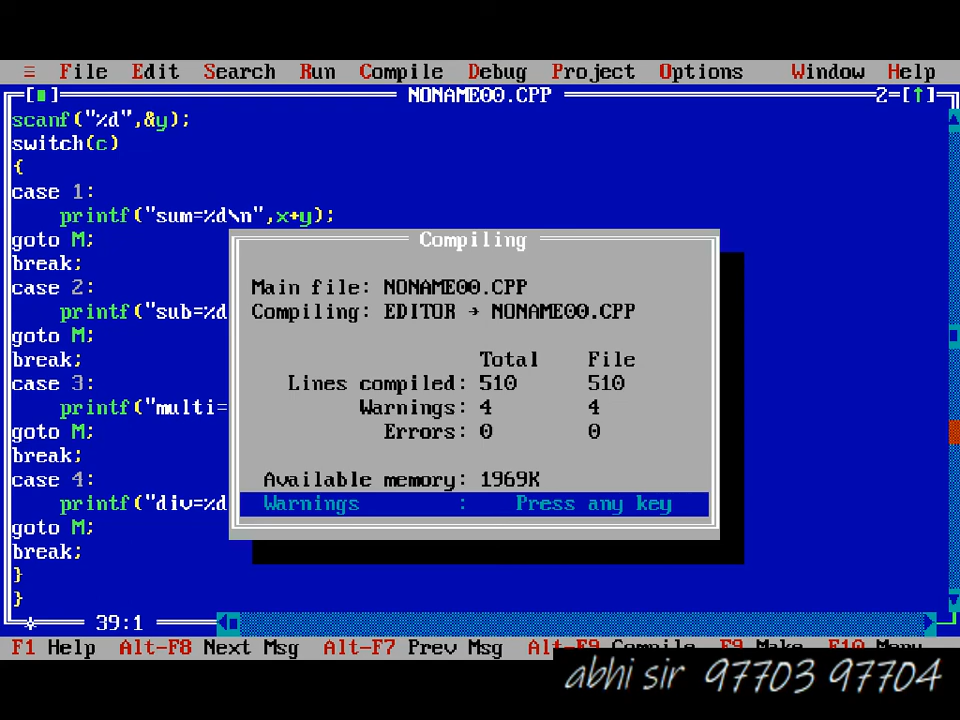 ≡ File Edit Search Run Compile Debug Project Options Window Help
[■] NONAME00.CPP 2=[↑]
scanf("%d",&y);
switch(c)
{
case 1:
printf("sum=%d\n",x+y);
goto M;
break;
case 2:
printf("sub=%d
goto M;
break;
case 3:
printf("multi=
goto M;
break;
case 4:
printf("div=%d
goto M;
break;
}
}
Compiling
Main file: NONAME00.CPP
Compiling: EDITOR → NONAME00.CPP
Total File
Lines compiled: 510 510
Warnings: 4 4
Errors: 0 0
Available memory: 1969K
Warnings : Press any key
39:1
F1 Help Alt-F8 Next Msg Alt-F7 Prev Msg Alt-F9 Compile F9 Make F10 Menu
abhi sir 97703 97704